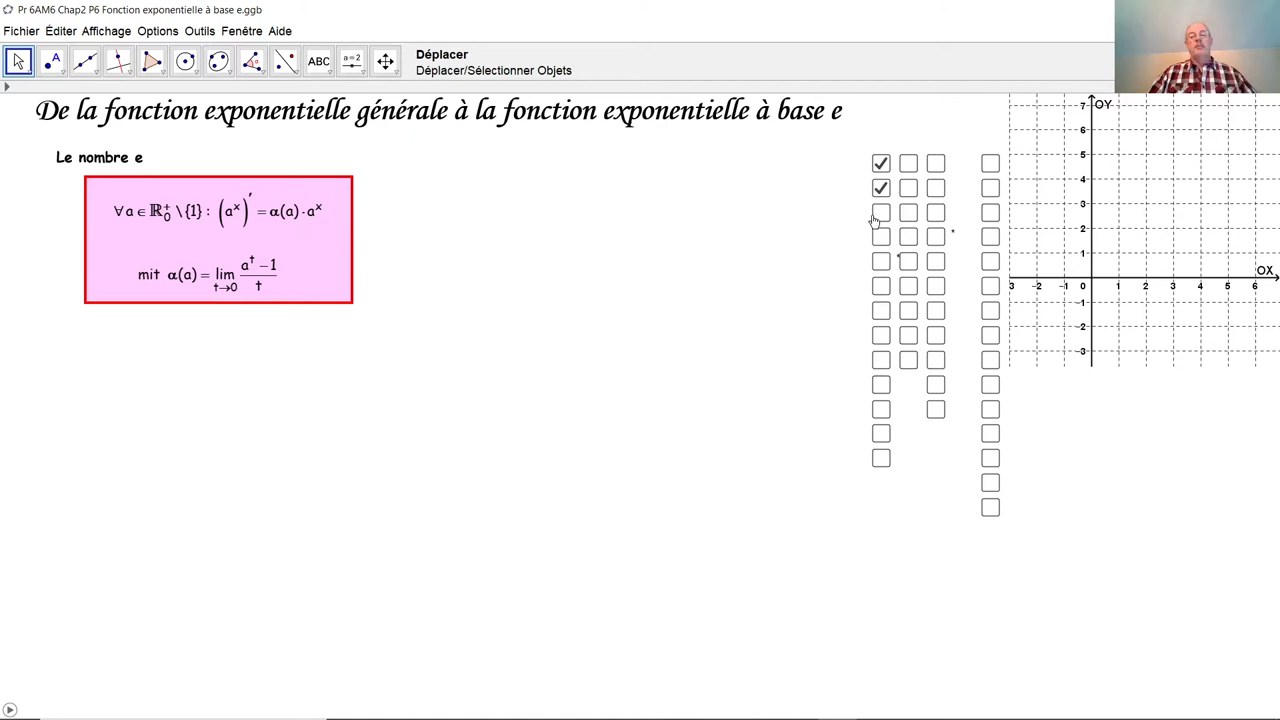 Pr 6AM6 Chap2 P6 Fonction exponentielle à base e.ggb
Fichier Éditer Affichage Options Outils Fenêtre Aide
A ABC a=2
Déplacer
Déplacer/Sélectionner Objets
De la fonction exponentielle générale à la fonction exponentielle à base e
Le nombre e
∀ a ∈ ℝ₀⁺ \ {1} : (aˣ)′ = α(a) · aˣ
mit α(a) = lim t→0 (aᵗ − 1)/t
* *
OY
7
6
5
4
3
2
1
OX
3 −2 −1 0 1 2 3 4 5 6
−1
−2
−3